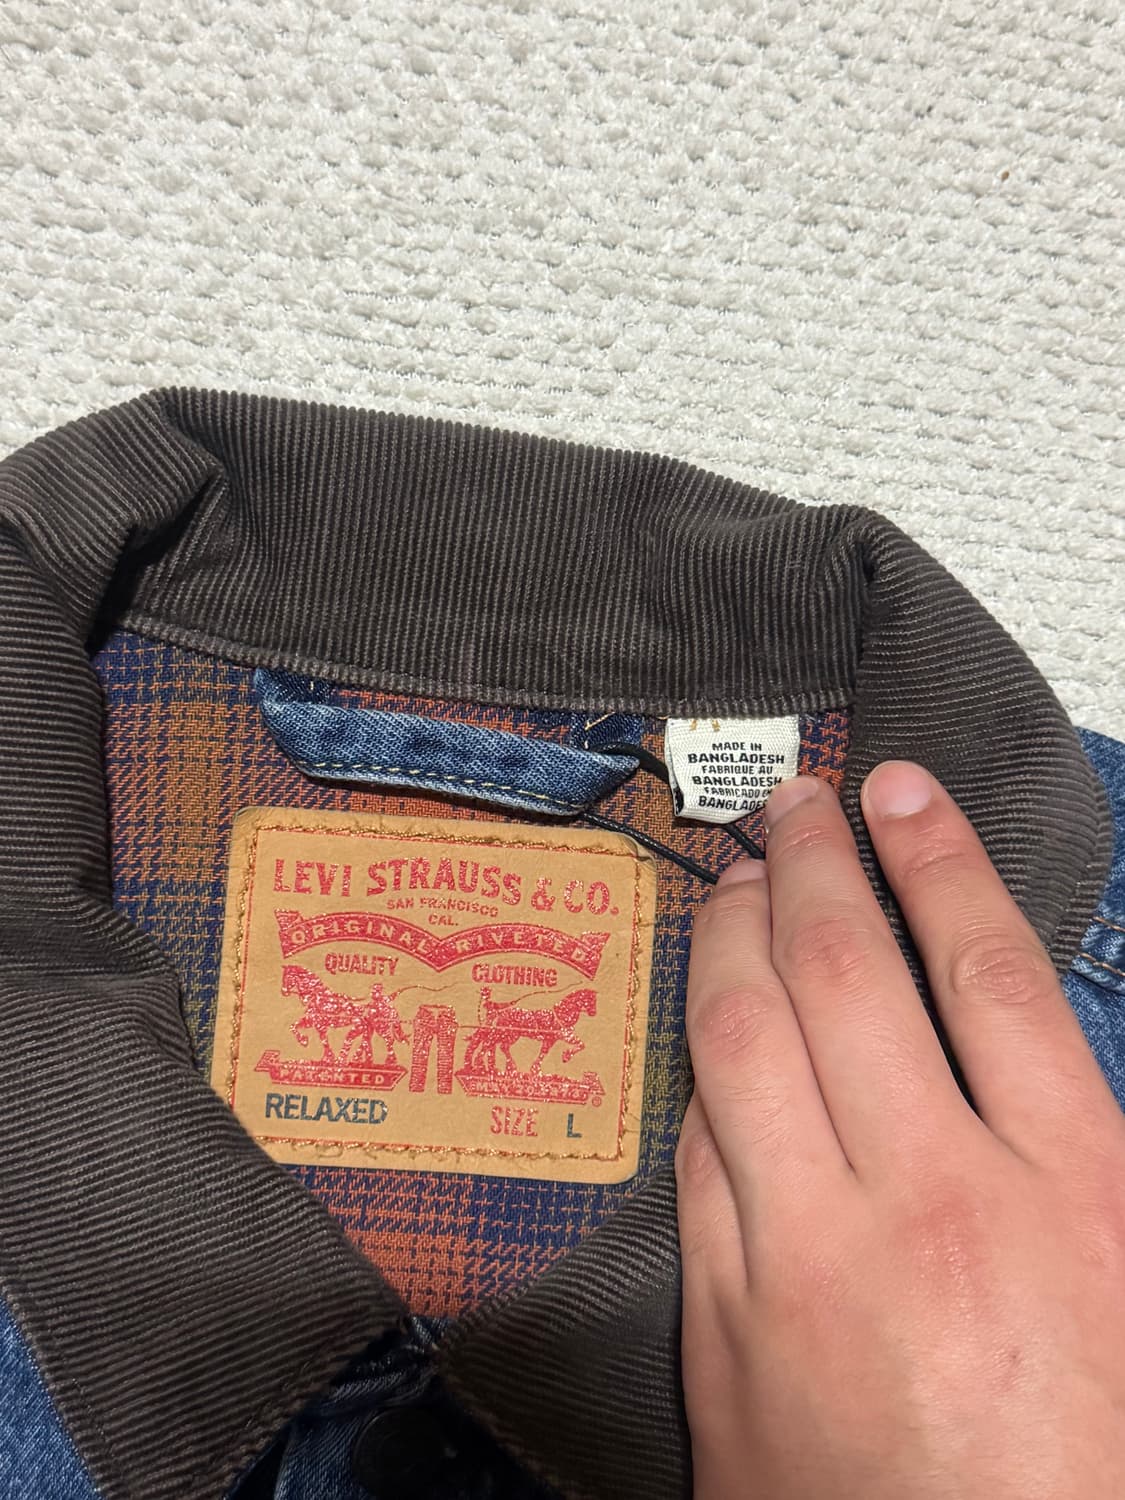 MADE IN
BANGLADESH
FABRIQUE AU
BANGLADESH
FABRICADO
LEVI STRAUSS & CO.
SAN FRANCISCO
CAL.
ORIGINAL RIVETED
QUALITY CLOTHING
PATENTED
RELAXED SIZE L